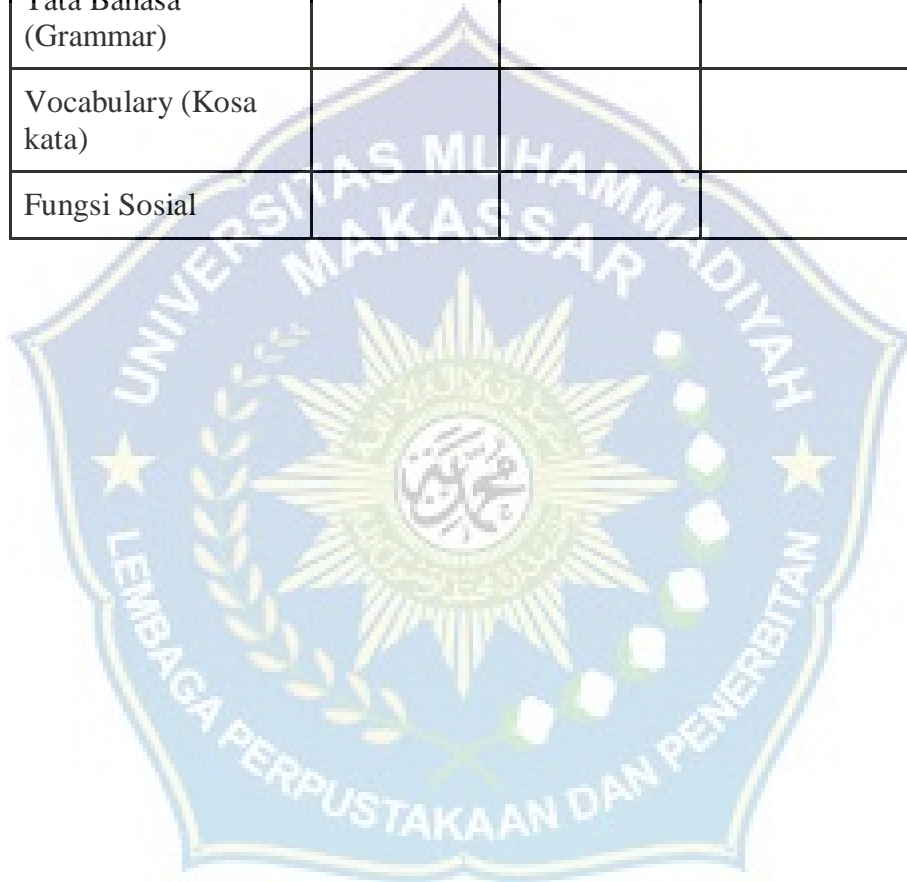 Tata Bahasa
(Grammar)
Vocabulary (Kosa
kata)
Fungsi Sosial
UNIVERSITAS MUHAMMADIYAH
MAKASSAR
LEMBAGA PERPUSTAKAAN DAN PENERBITAN